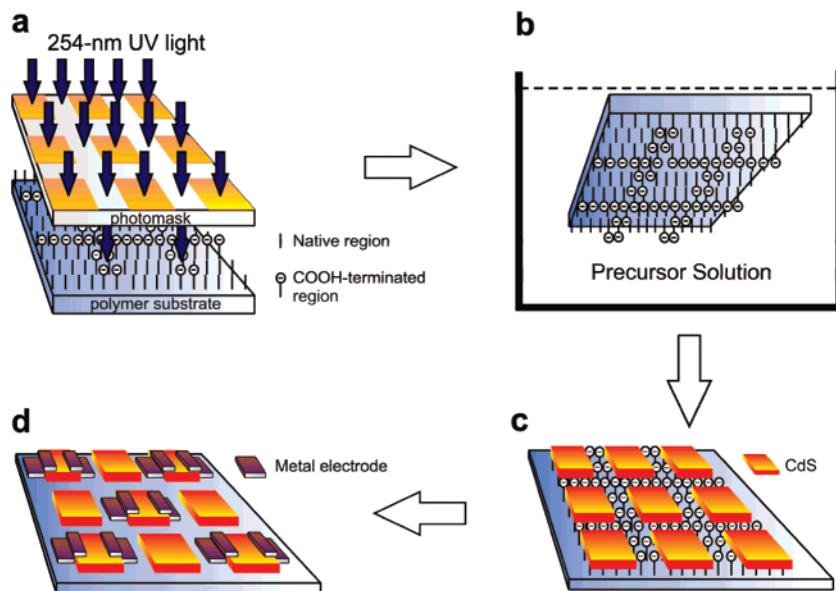 a
254-nm UV light
photomask
Native region
COOH-terminated
region
polymer substrate
b
Precursor Solution
c
CdS
d
Metal electrode